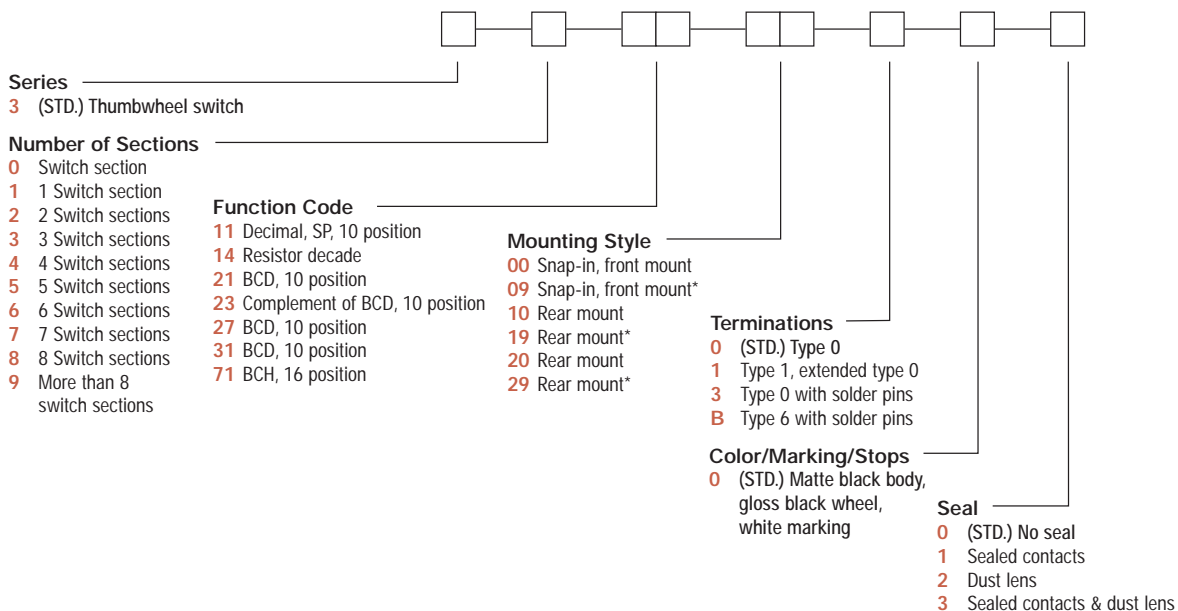 Series
3 (STD.) Thumbwheel switch
Number of Sections
0 Switch section
1 1 Switch section
2 2 Switch sections
3 3 Switch sections
4 4 Switch sections
5 5 Switch sections
6 6 Switch sections
7 7 Switch sections
8 8 Switch sections
9 More than 8
switch sections
Function Code
11 Decimal, SP, 10 position
14 Resistor decade
21 BCD, 10 position
23 Complement of BCD, 10 position
27 BCD, 10 position
31 BCD, 10 position
71 BCH, 16 position
Mounting Style
00 Snap-in, front mount
09 Snap-in, front mount*
10 Rear mount
19 Rear mount*
20 Rear mount
29 Rear mount*
Terminations
0 (STD.) Type 0
1 Type 1, extended type 0
3 Type 0 with solder pins
B Type 6 with solder pins
Color/Marking/Stops
0 (STD.) Matte black body,
gloss black wheel,
white marking
Seal
0 (STD.) No seal
1 Sealed contacts
2 Dust lens
3 Sealed contacts & dust lens